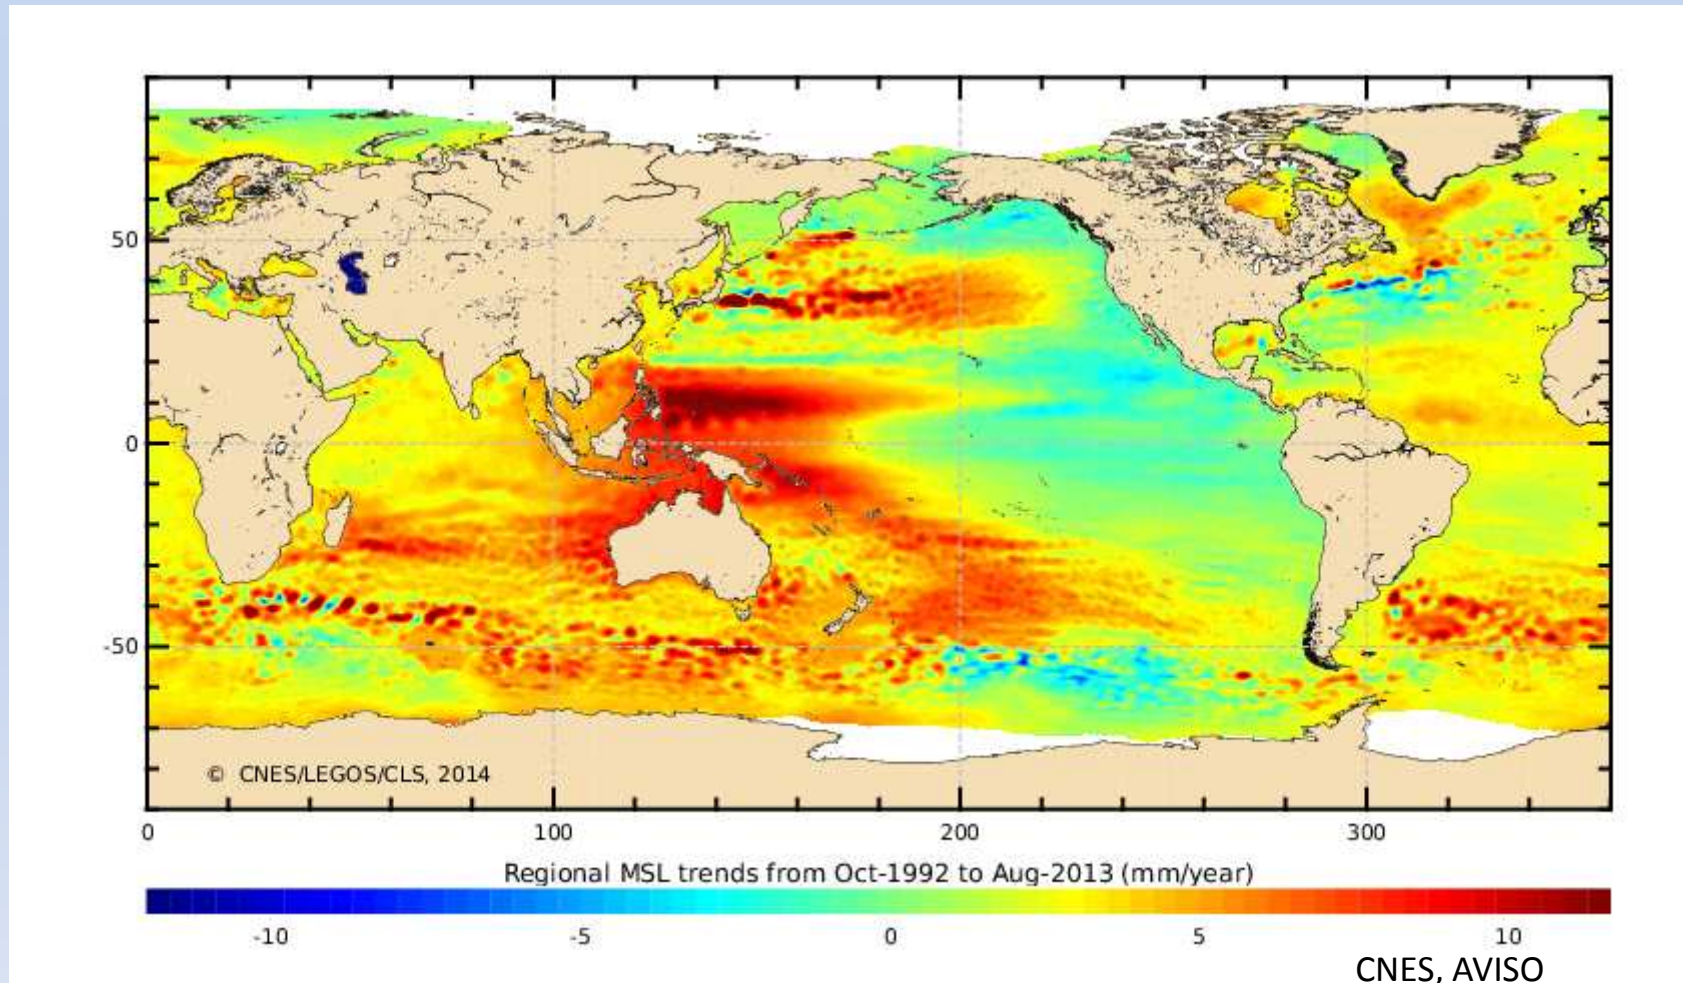 50
0
-50
© CNES/LEGOS/CLS, 2014
0 100 200 300
Regional MSL trends from Oct-1992 to Aug-2013 (mm/year)
-10 -5 0 5 10
CNES, AVISO